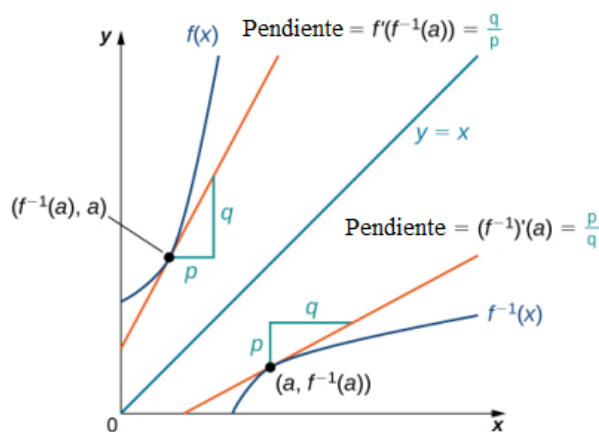 y
f(x)
Pendiente = f'(f⁻¹(a)) = q/p
y = x
(f⁻¹(a), a)
q
p
Pendiente = (f⁻¹)'(a) = p/q
q
p
f⁻¹(x)
(a, f⁻¹(a))
0
x